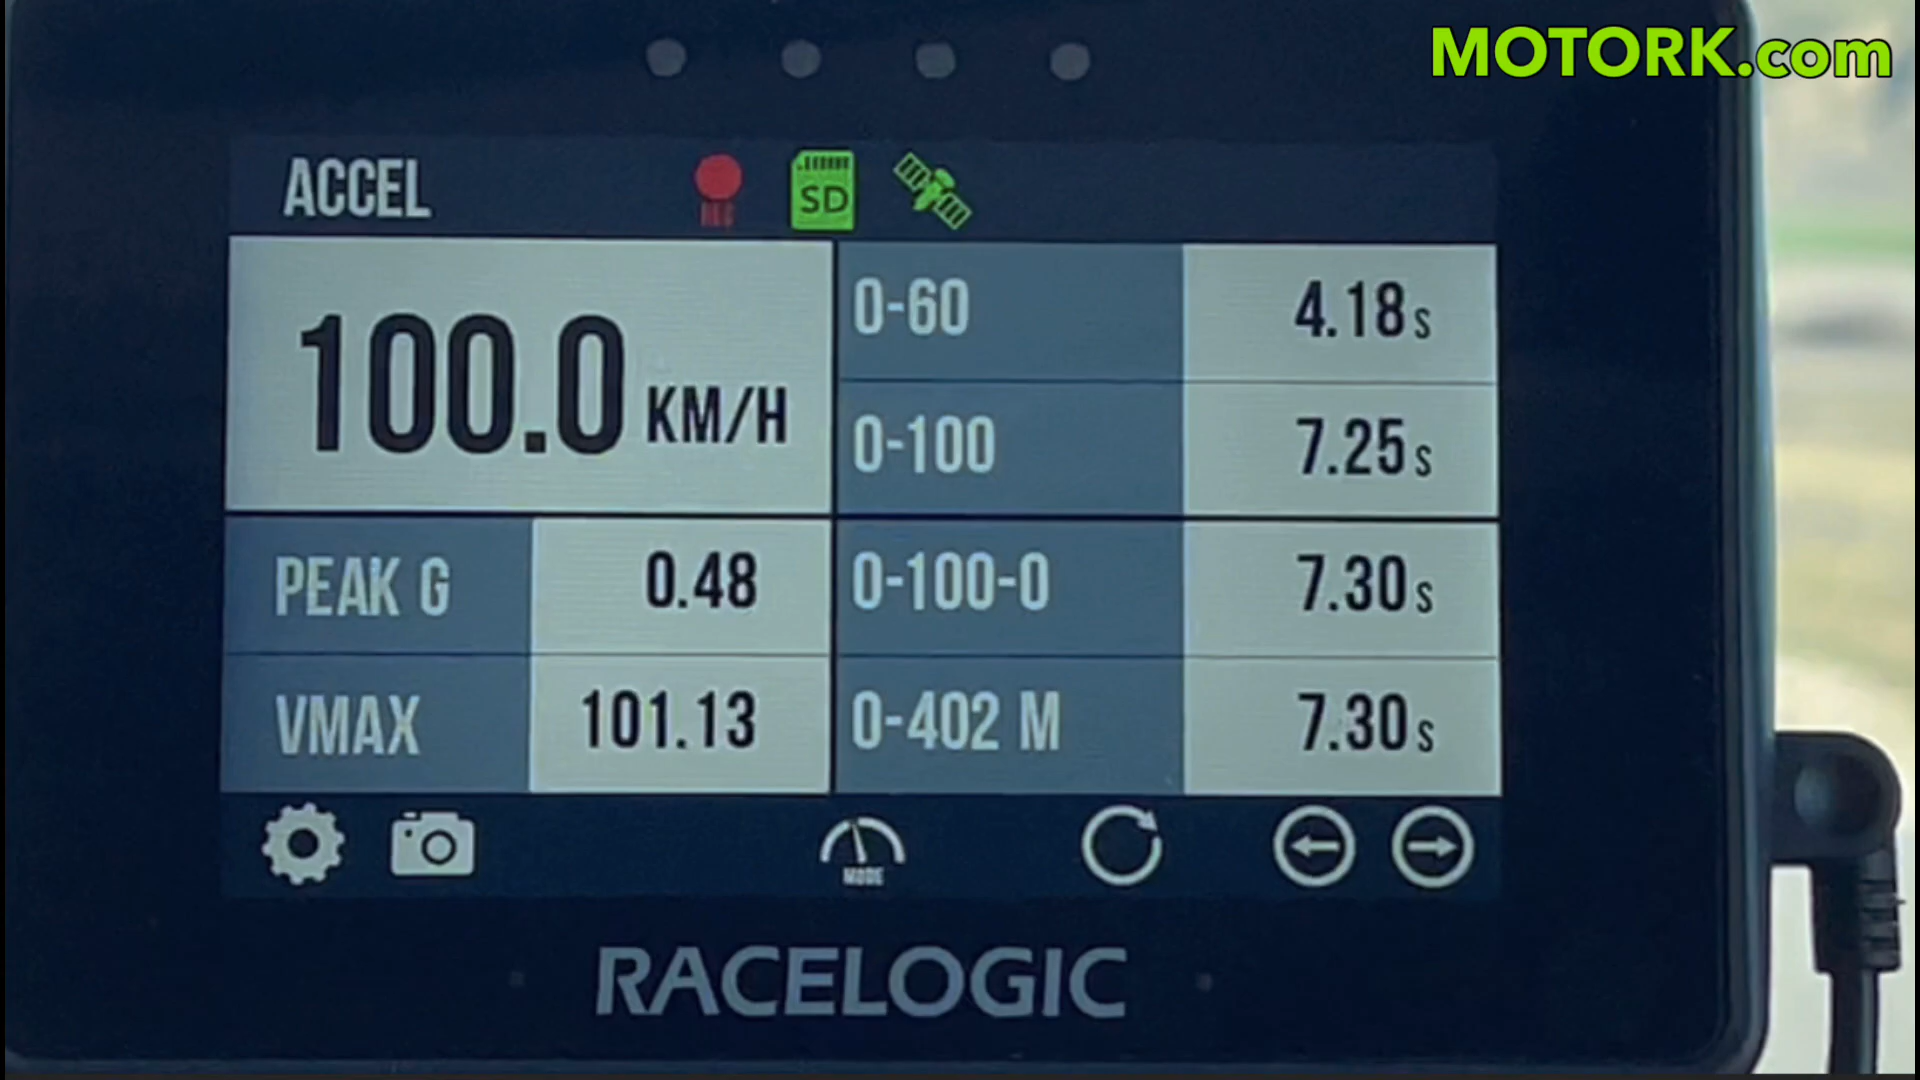 MOTORK.com
ACCEL
REC
SD
100.0 KM/H
0-60 4.18 s
0-100 7.25 s
PEAK G 0.48
0-100-0 7.30 s
VMAX 101.13
0-402 M 7.30 s
MODE
RACELOGIC